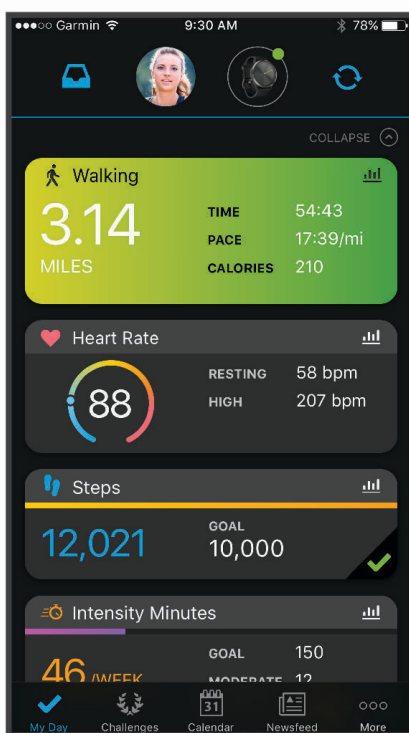 ●●●○○ Garmin 9:30 AM 78%
COLLAPSE
Walking
3.14
MILES
TIME 54:43
PACE 17:39/mi
CALORIES 210
Heart Rate
88
RESTING 58 bpm
HIGH 207 bpm
Steps
12,021
GOAL
10,000
Intensity Minutes
46 /WEEK
GOAL 150
MODERATE 12
31
My Day Challenges Calendar Newsfeed More